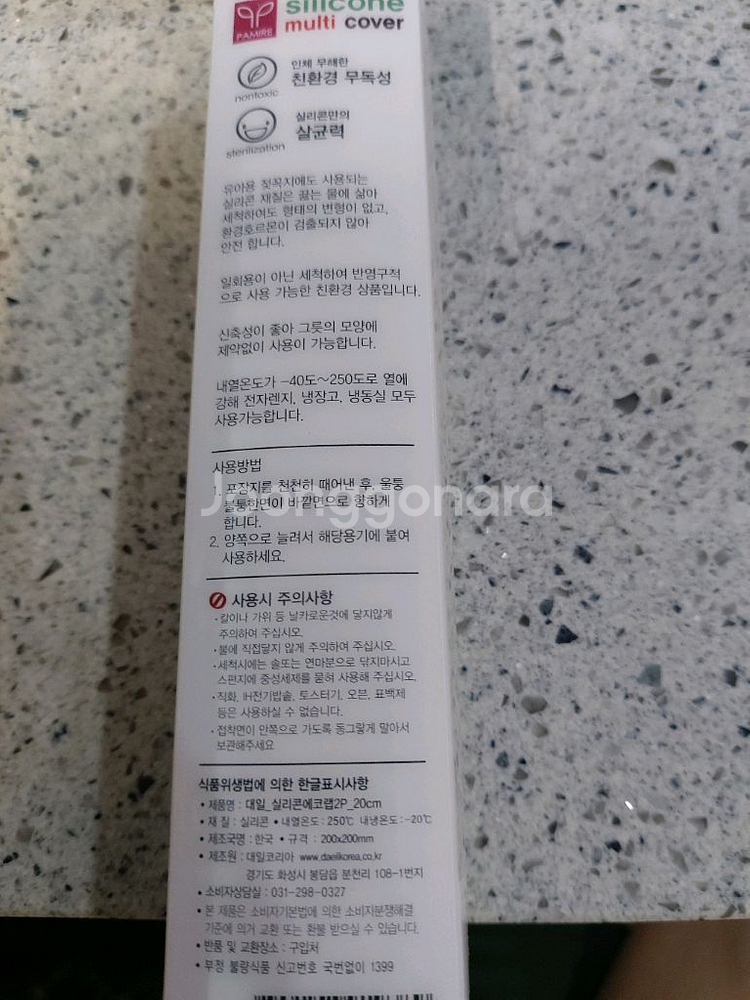 silicone
multi cover
PAMIRE
인체 무해한
친환경 무독성
nontoxic
실리콘만의
살균력
sterilization
유아용 젖꼭지에도 사용되는
실리콘 재질은 끓는 물에 삶아
세척하여도 형태의 변형이 없고,
환경호르몬이 검출되지 않아
안전 합니다.
일회용이 아닌 세척하여 반영구적
으로 사용 가능한 친환경 상품입니다.
신축성이 좋아 그릇의 모양에
제약없이 사용이 가능합니다.
내열온도가 -40도~250도로 열에
강해 전자렌지, 냉장고, 냉동실 모두
사용가능합니다.
사용방법
1. 포장지를 천천히 떼어낸 후, 울퉁
불퉁한면이 바깥면으로 향하게
합니다.
2. 양쪽으로 늘려서 해당용기에 붙여
사용하세요.
Joonggonara
사용시 주의사항
·칼이나 가위 등 날카로운것에 닿지않게
주의하여 주십시오.
·불에 직접닿지 않게 주의하여 주십시오.
·세척시에는 솔또는 연마분으로 닦지마시고
스펀지에 중성세제를 묻혀 사용해 주십시오.
·직화, IH전기밥솥, 토스터기, 오븐, 표백제
등은 사용하실 수 없습니다.
·접착면이 안쪽으로 가도록 동그랗게 말아서
보관해주세요
식품위생법에 의한 한글표시사항
• 제품명 : 대일_실리콘에코랩2P_20cm
• 재 질 : 실리콘 • 내열온도 : 250℃ 내냉온도 : -20℃
• 제조국명 : 한국 • 규격 : 200x200mm
• 제조원 : 대일코리아 www.daeilkorea.co.kr
경기도 화성시 봉담읍 분천리 108-1번지
• 소비자상담실 : 031-298-0327
• 본 제품은 소비자기본법에 의한 소비자분쟁해결
기준에 의거 교환 또는 환불 받으실 수 있습니다.
• 반품 및 교환장소 : 구입처
• 부정 불량식품 신고번호 국번없이 1399